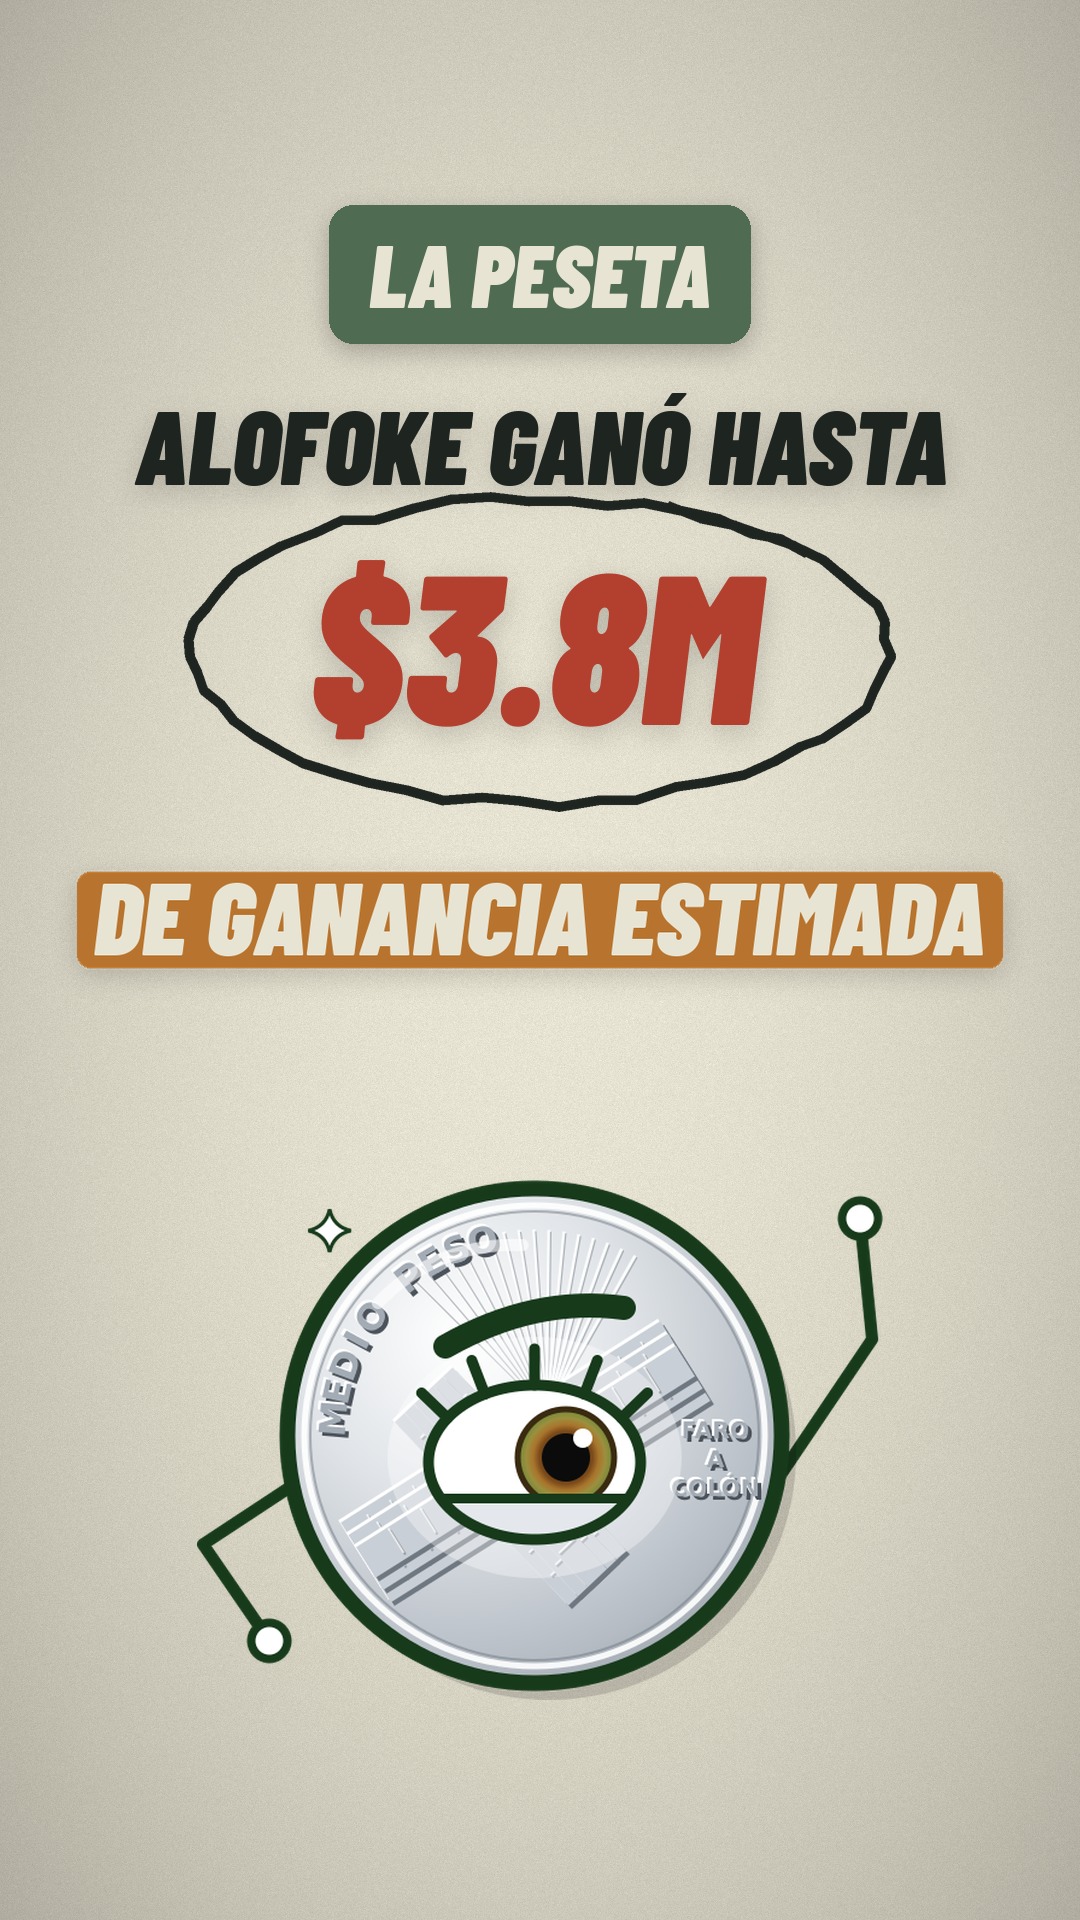 LA PESETA
ALOFOKE GANÓ HASTA
$3.8M
DE GANANCIA ESTIMADA
MEDIO PESO
FARO
A
COLÓN